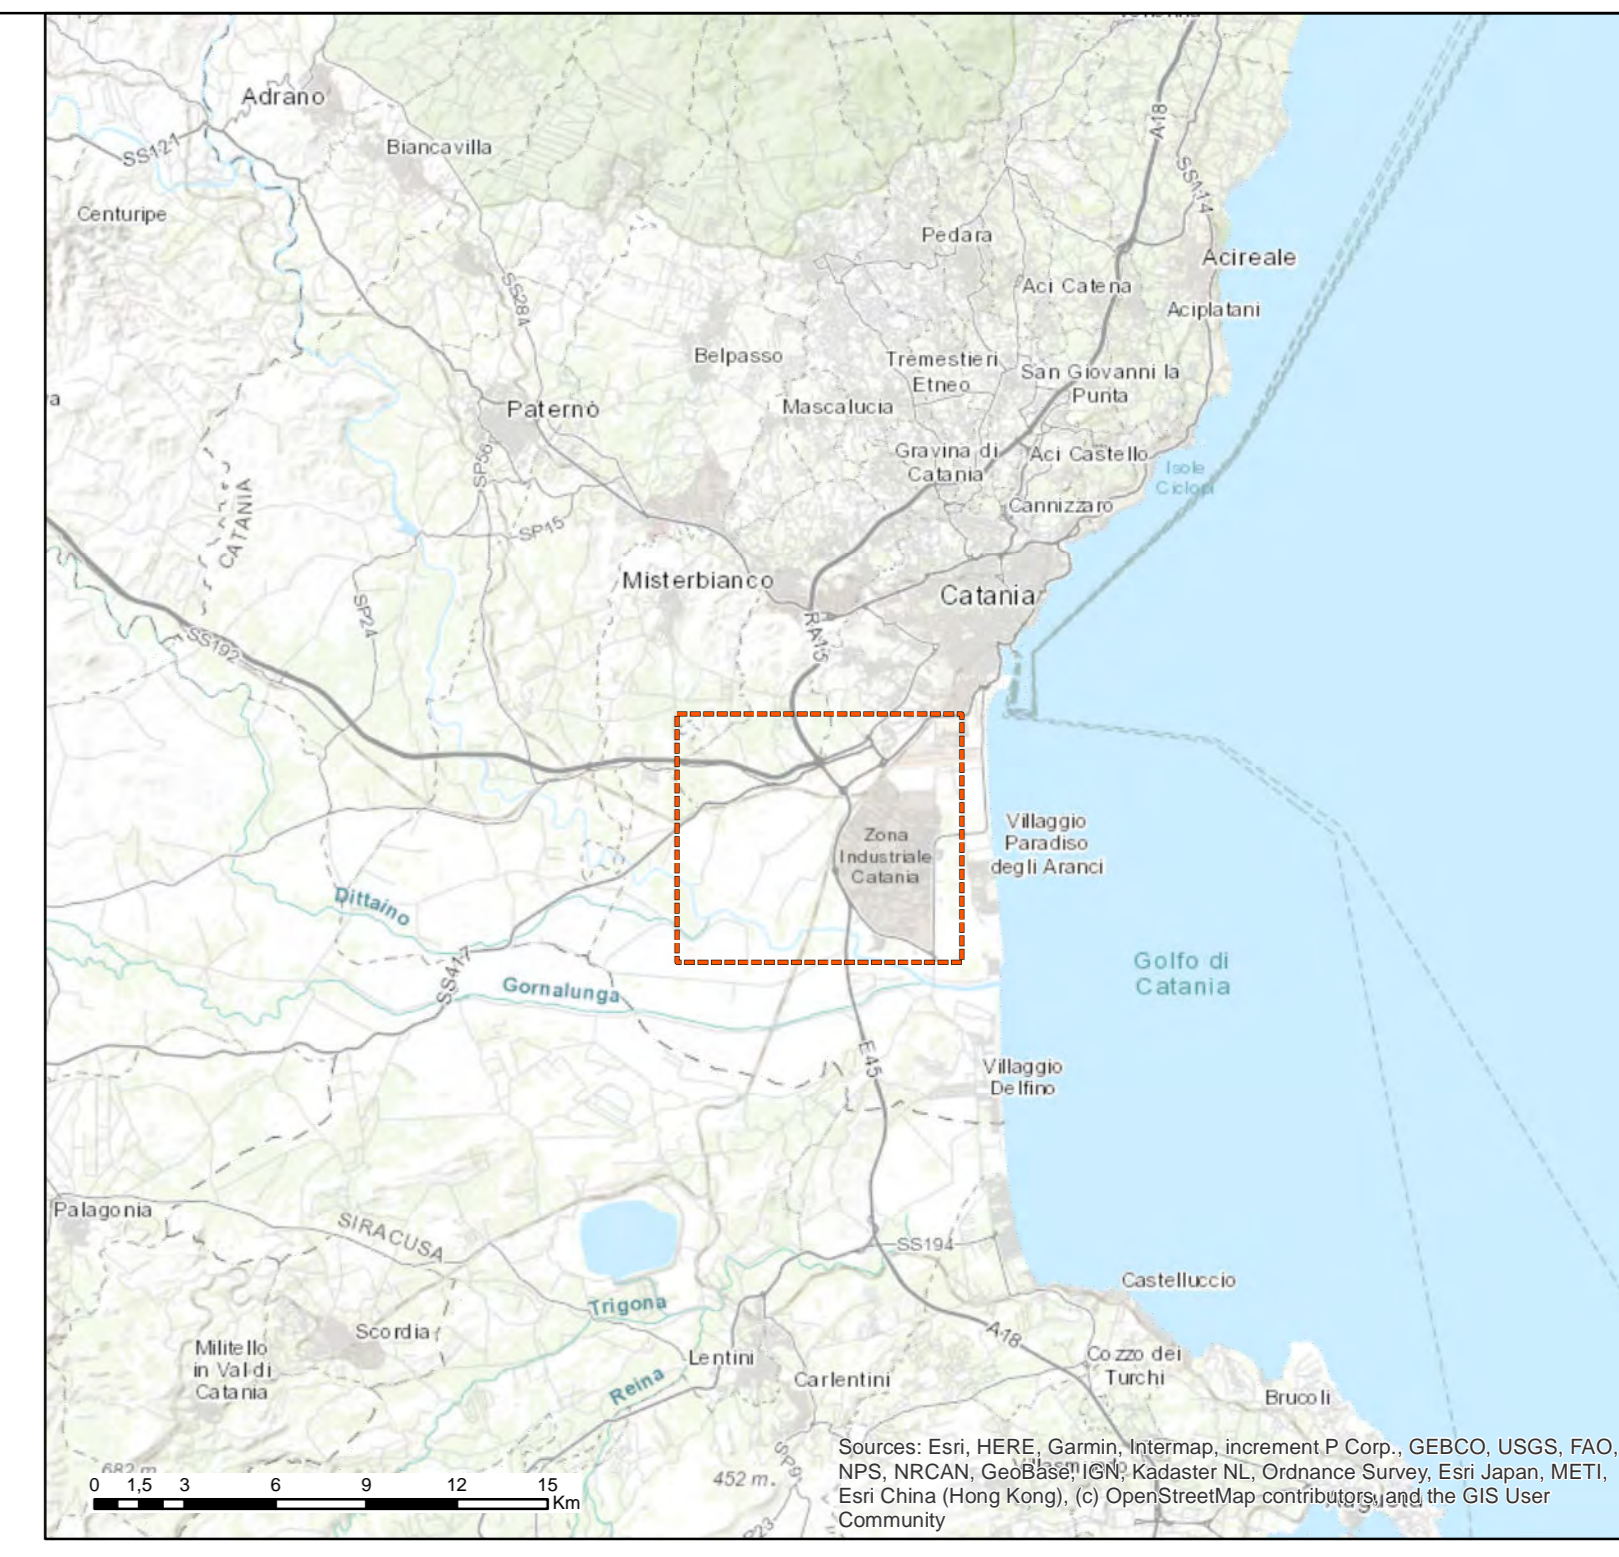 Adrano
Biancavilla
SS121
Centuripe
A18
SS114
Pedara
Acireale
Aci Catena
Aciplatani
SS284
Belpasso
Tremestieri
Etneo
San Giovanni la
Punta
Paternò
Mascalucia
Gravina di
Catania
Aci Castello
Isole
Ciclopi
SP56
SP15
CATANIA
Cannizzaro
Misterbianco
Catania
SP24
SS192
RA15
Zona
Industriale
Catania
Villaggio
Paradiso
degli Aranci
Dittaino
SS417
Gornalunga
Golfo di
Catania
E45
Villaggio
Delfino
Palagonia
SIRACUSA
SS194
Castelluccio
Trigona
Scordia
Militello
in Val di
Catania
Lentini
Reina
Carlentini
A18
Cozzo dei
Turchi
Brucoli
682 m
452 m
SP9
P23
Augusta
0 1,5 3 6 9 12 15
Km
Sources: Esri, HERE, Garmin, Intermap, increment P Corp., GEBCO, USGS, FAO,
NPS, NRCAN, GeoBase, IGN, Kadaster NL, Ordnance Survey, Esri Japan, METI,
Esri China (Hong Kong), (c) OpenStreetMap contributors, and the GIS User
Community